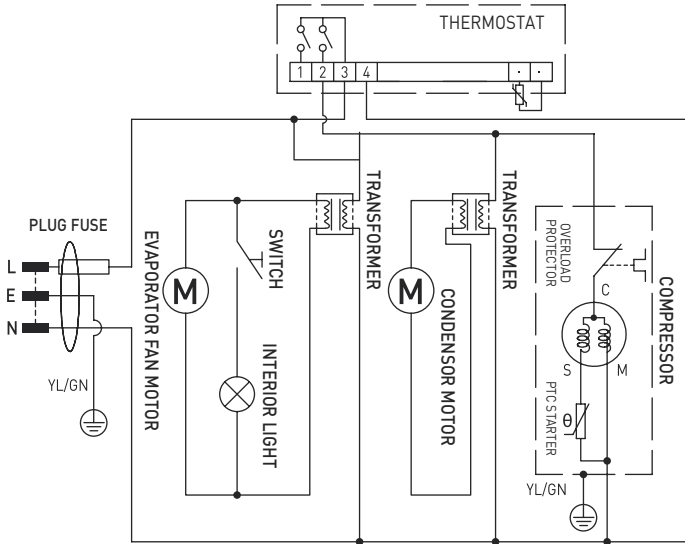 THERMOSTAT
1 2 3 4
PLUG FUSE
L
E
N
YL/GN
EVAPORATOR FAN MOTOR
M
SWITCH
INTERIOR LIGHT
TRANSFORMER
M
CONDENSOR MOTOR
TRANSFORMER
OVERLOAD
PROTECTOR
C
S
M
θ
PTC STARTER
COMPRESSOR
YL/GN